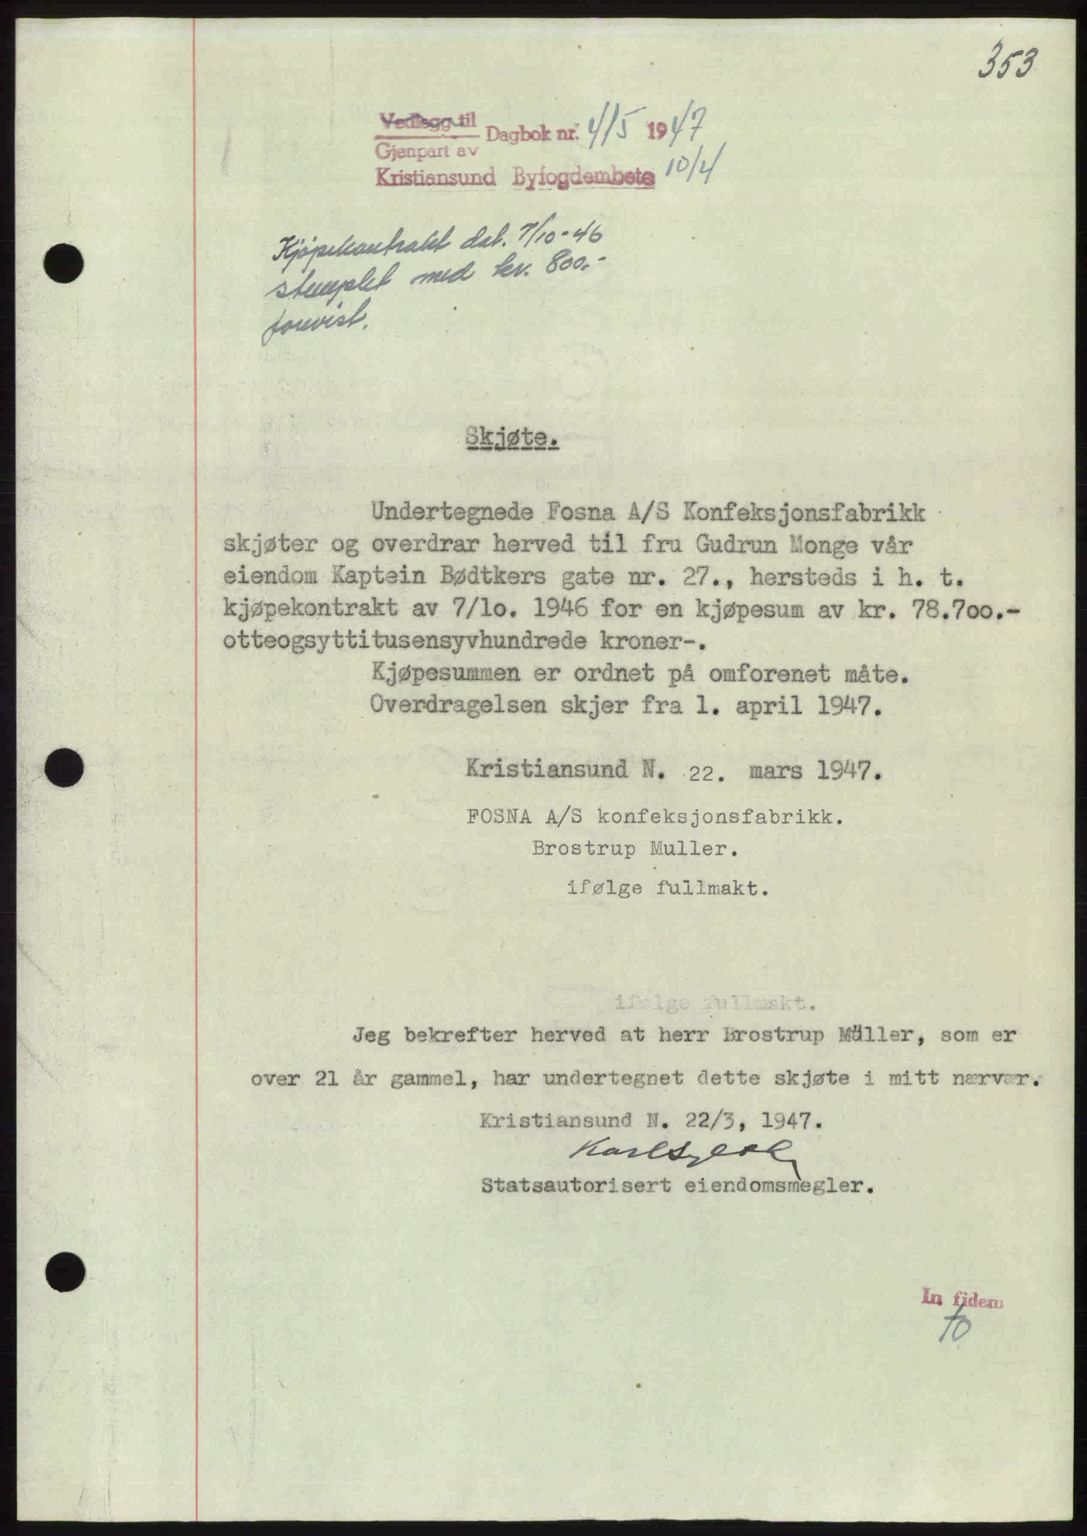 353
Vedlegg til
Gjenpart av
Dagbok nr. 415 1947
Kristiansund Byfogdembete 10/4
Kjøpekontrakt dat. 7/10-46
stemplet med kr. 800.-
forevist.
Skjøte.
Undertegnede Fosna A/S Konfeksjonsfabrikk
skjøter og overdrar herved til fru Gudrun Monge vår
eiendom Kaptein Bødtkers gate nr. 27., hersteds i h. t.
kjøpekontrakt av 7/lo. 1946 for en kjøpesum av kr. 78.7oo.-
otteogsyttitusensyvhundrede kroner-.
Kjøpesummen er ordnet på omforenet måte.
Overdragelsen skjer fra 1. april 1947.
Kristiansund N. 22. mars 1947.
FOSNA A/S konfeksjonsfabrikk.
Brostrup Muller.
ifølge fullmakt.
ifølge fullmakt.
Jeg bekrefter herved at herr Brostrup Müller, som er
over 21 år gammel, har undertegnet dette skjøte i mitt nærvær.
Kristiansund N. 22/3, 1947.
Statsautorisert eiendomsmegler.
In fidem